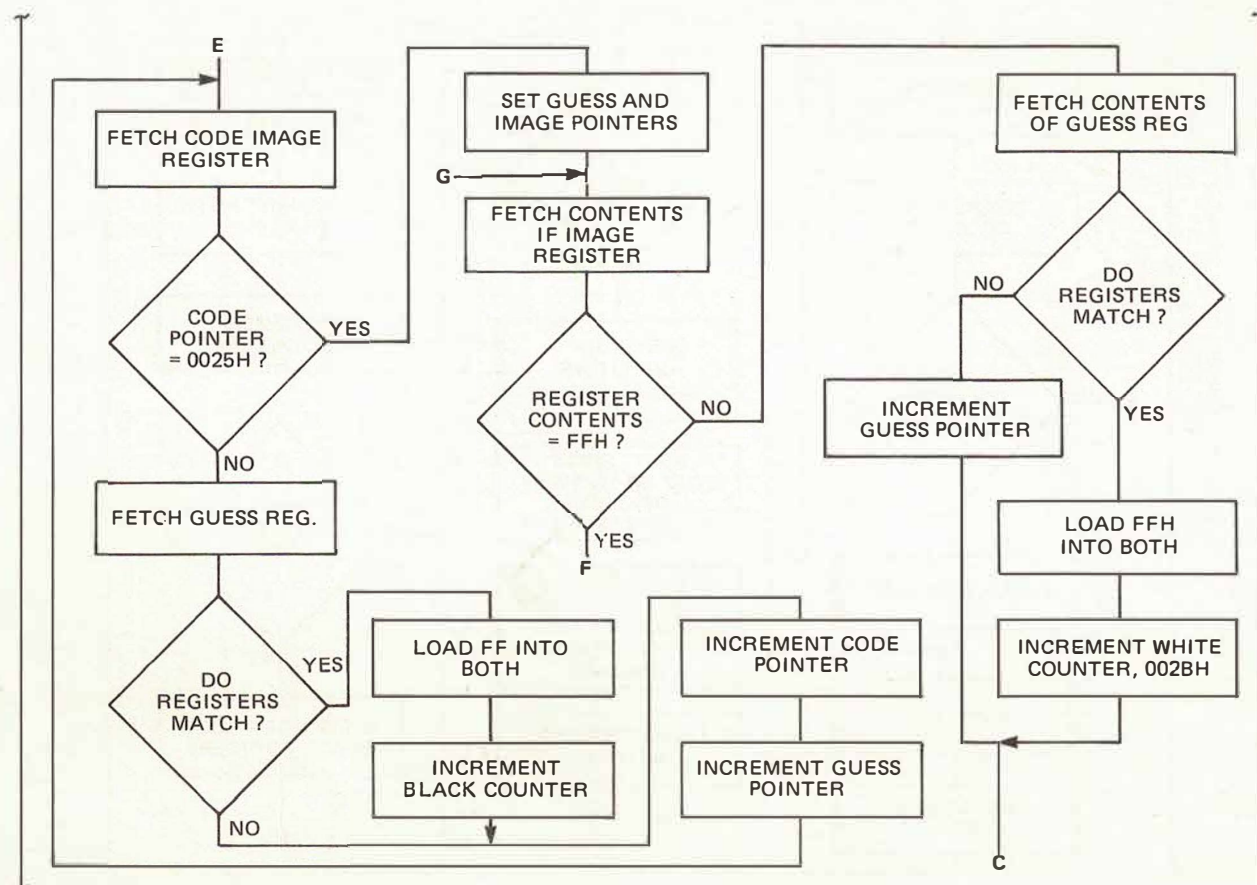 E
FETCH CODE IMAGE
REGISTER
CODE
POINTER
= 0025H ?
YES
NO
FETCH GUESS REG.
DO
REGISTERS
MATCH ?
YES
NO
LOAD FF INTO
BOTH
INCREMENT
BLACK COUNTER
INCREMENT CODE
POINTER
INCREMENT GUESS
POINTER
SET GUESS AND
IMAGE POINTERS
G
FETCH CONTENTS
IF IMAGE
REGISTER
REGISTER
CONTENTS
= FFH ?
NO
YES
F
FETCH CONTENTS
OF GUESS REG
DO
REGISTERS
MATCH ?
NO
YES
INCREMENT
GUESS POINTER
LOAD FFH
INTO BOTH
INCREMENT WHITE
COUNTER, 002BH
C